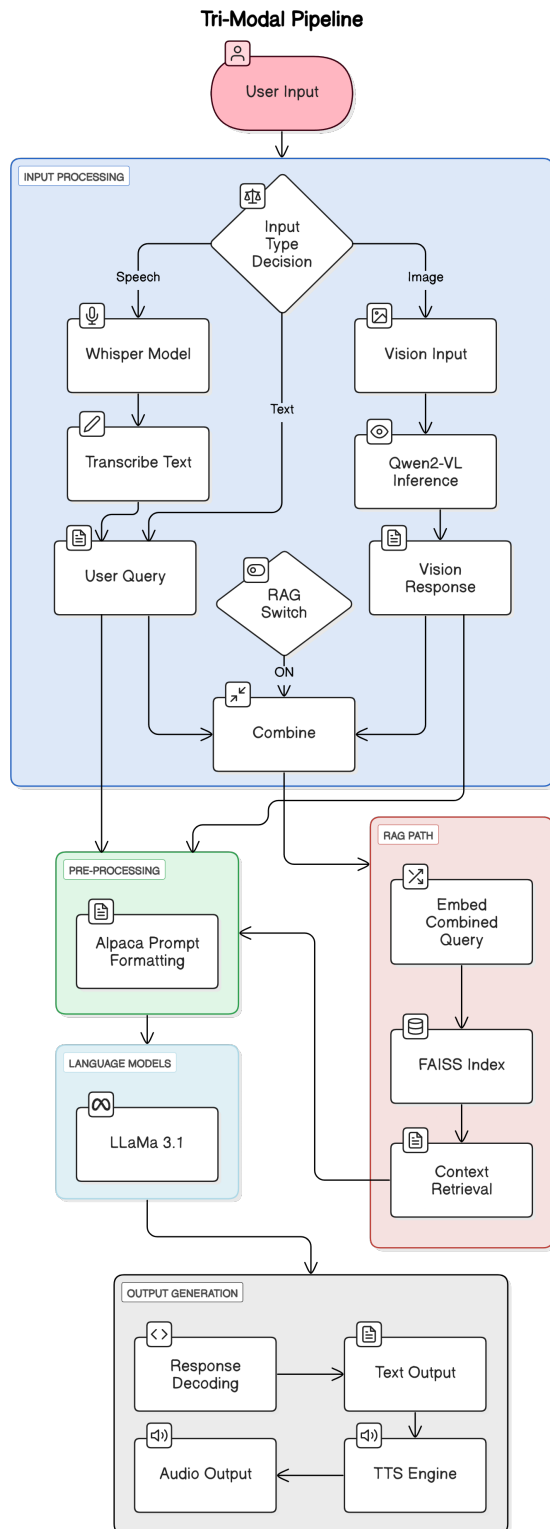 Tri-Modal Pipeline
User Input
INPUT PROCESSING
Input
Type
Decision
Speech
Image
Whisper Model
Vision Input
Text
Transcribe Text
Qwen2-VL
Inference
User Query
RAG
Switch
Vision
Response
ON
Combine
PRE-PROCESSING
Alpaca Prompt
Formatting
RAG PATH
Embed
Combined
Query
FAISS Index
Context
Retrieval
LANGUAGE MODELS
LLaMa 3.1
OUTPUT GENERATION
Response
Decoding
Text Output
Audio Output
TTS Engine